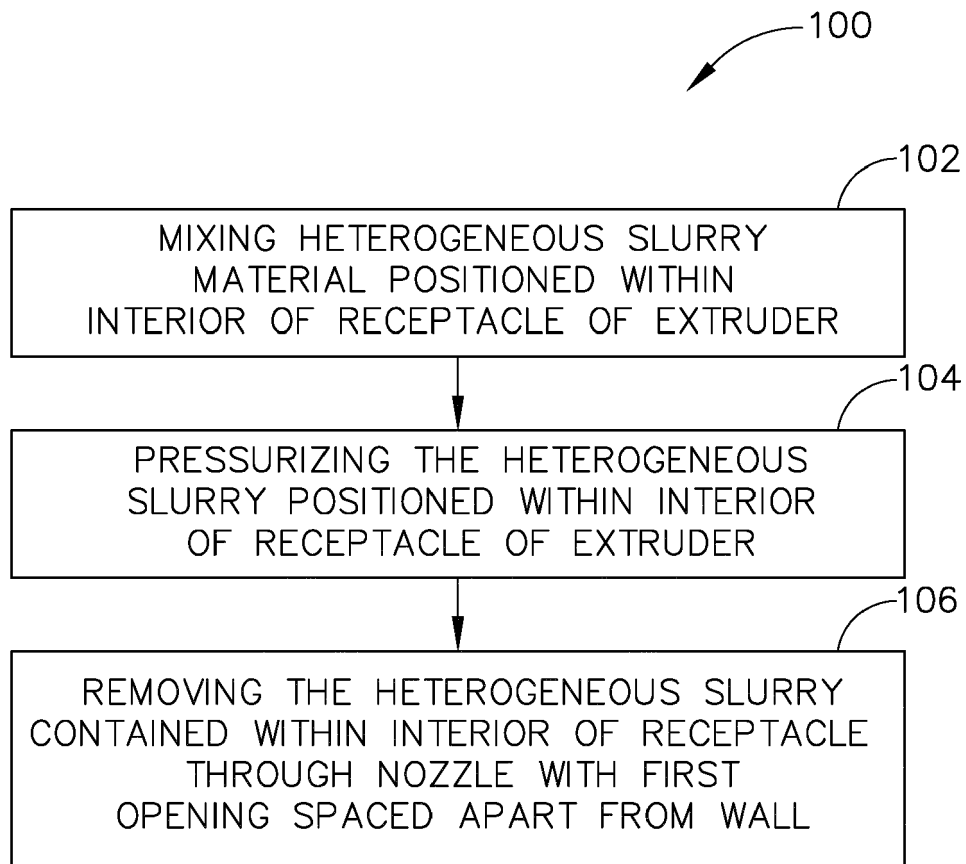 100
102
MIXING HETEROGENEOUS SLURRY
MATERIAL POSITIONED WITHIN
INTERIOR OF RECEPTACLE OF EXTRUDER
104
PRESSURIZING THE HETEROGENEOUS
SLURRY POSITIONED WITHIN INTERIOR
OF RECEPTACLE OF EXTRUDER
106
REMOVING THE HETEROGENEOUS SLURRY
CONTAINED WITHIN INTERIOR OF RECEPTACLE
THROUGH NOZZLE WITH FIRST
OPENING SPACED APART FROM WALL